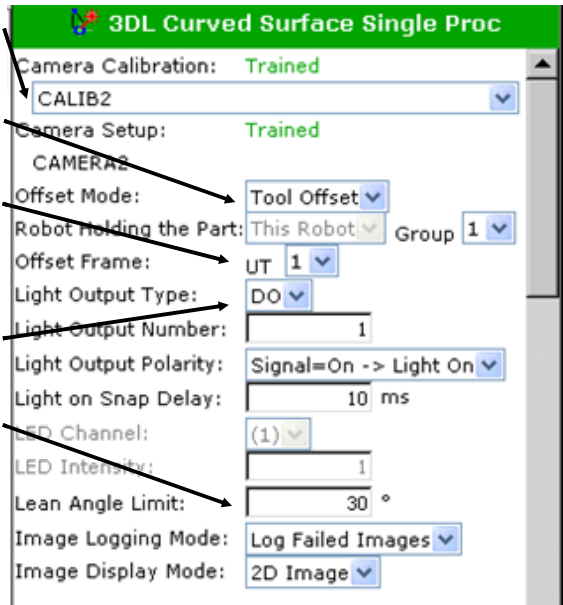 3DL Curved Surface Single Proc
Camera Calibration: Trained
CALIB2
Camera Setup: Trained
CAMERA2
Offset Mode: Tool Offset
Robot Holding the Part: This Robot Group 1
Offset Frame: UT 1
Light Output Type: DO
Light Output Number: 1
Light Output Polarity: Signal=On -> Light On
Light on Snap Delay: 10 ms
LED Channel: (1)
LED Intensity: 1
Lean Angle Limit: 30 °
Image Logging Mode: Log Failed Images
Image Display Mode: 2D Image